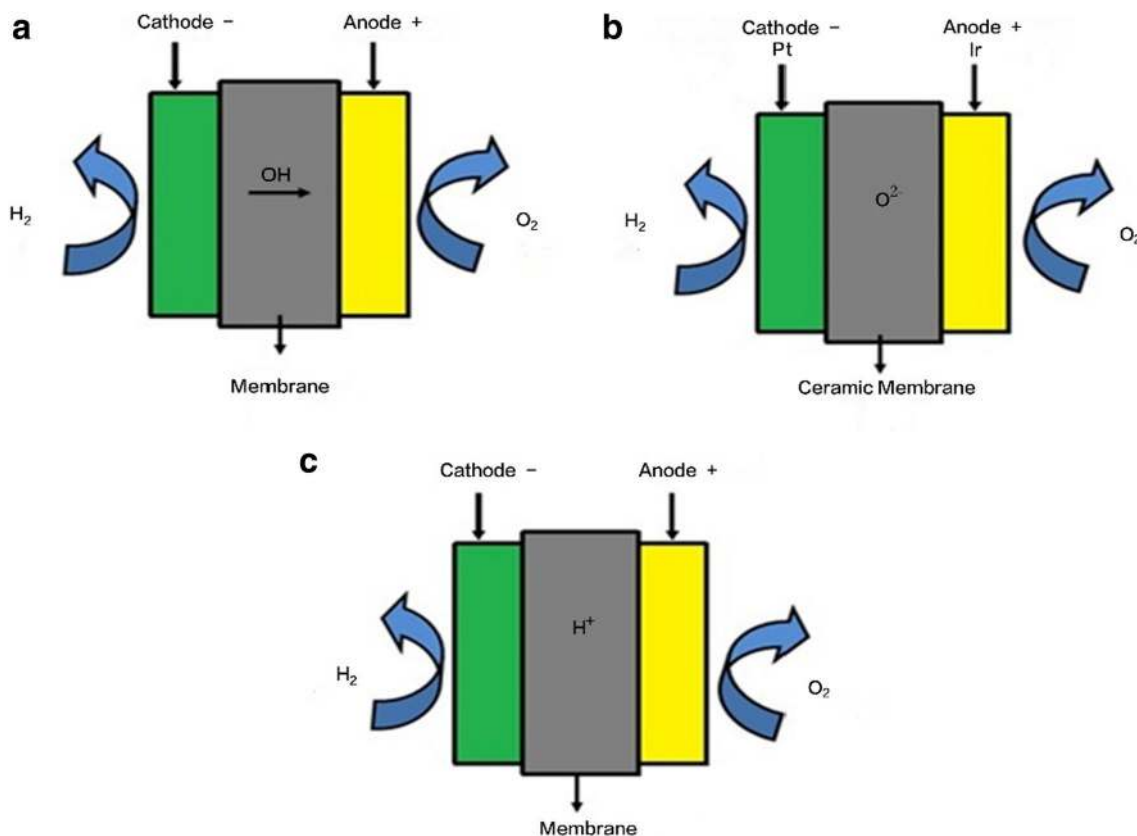 a
Cathode –
Anode +
OH
H₂
O₂
Membrane
b
Cathode –
Pt
Anode +
Ir
O²⁻
H₂
O₂
Ceramic Membrane
c
Cathode –
Anode +
H⁺
H₂
O₂
Membrane